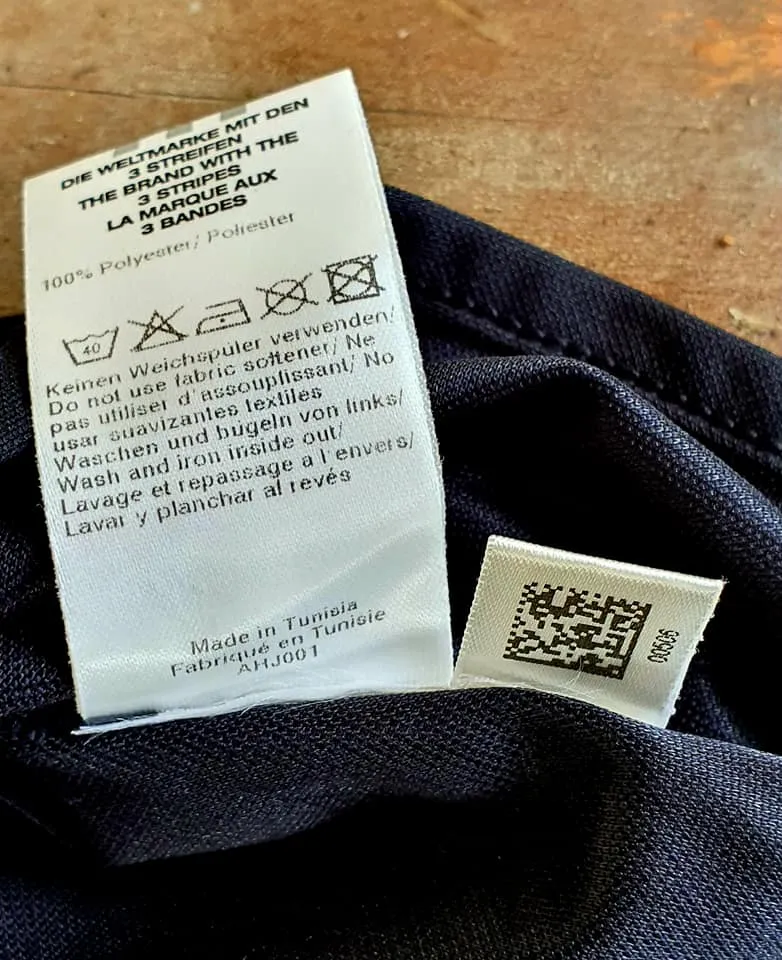 DIE WELTMARKE MIT DEN
3 STREIFEN
THE BRAND WITH THE
3 STRIPES
LA MARQUE AUX
3 BANDES
100% Polyester/ Poliester
40
Keinen Weichspüler verwenden/
Do not use fabric softener/ Ne
pas utiliser d'assouplissant/ No
usar suavizantes textiles
Waschen und bügeln von links/
Wash and iron inside out/
Lavage et repassage à l'envers/
Lavar y planchar al revés
Made in Tunisia
Fabriqué en Tunisie
AHJ001
00506